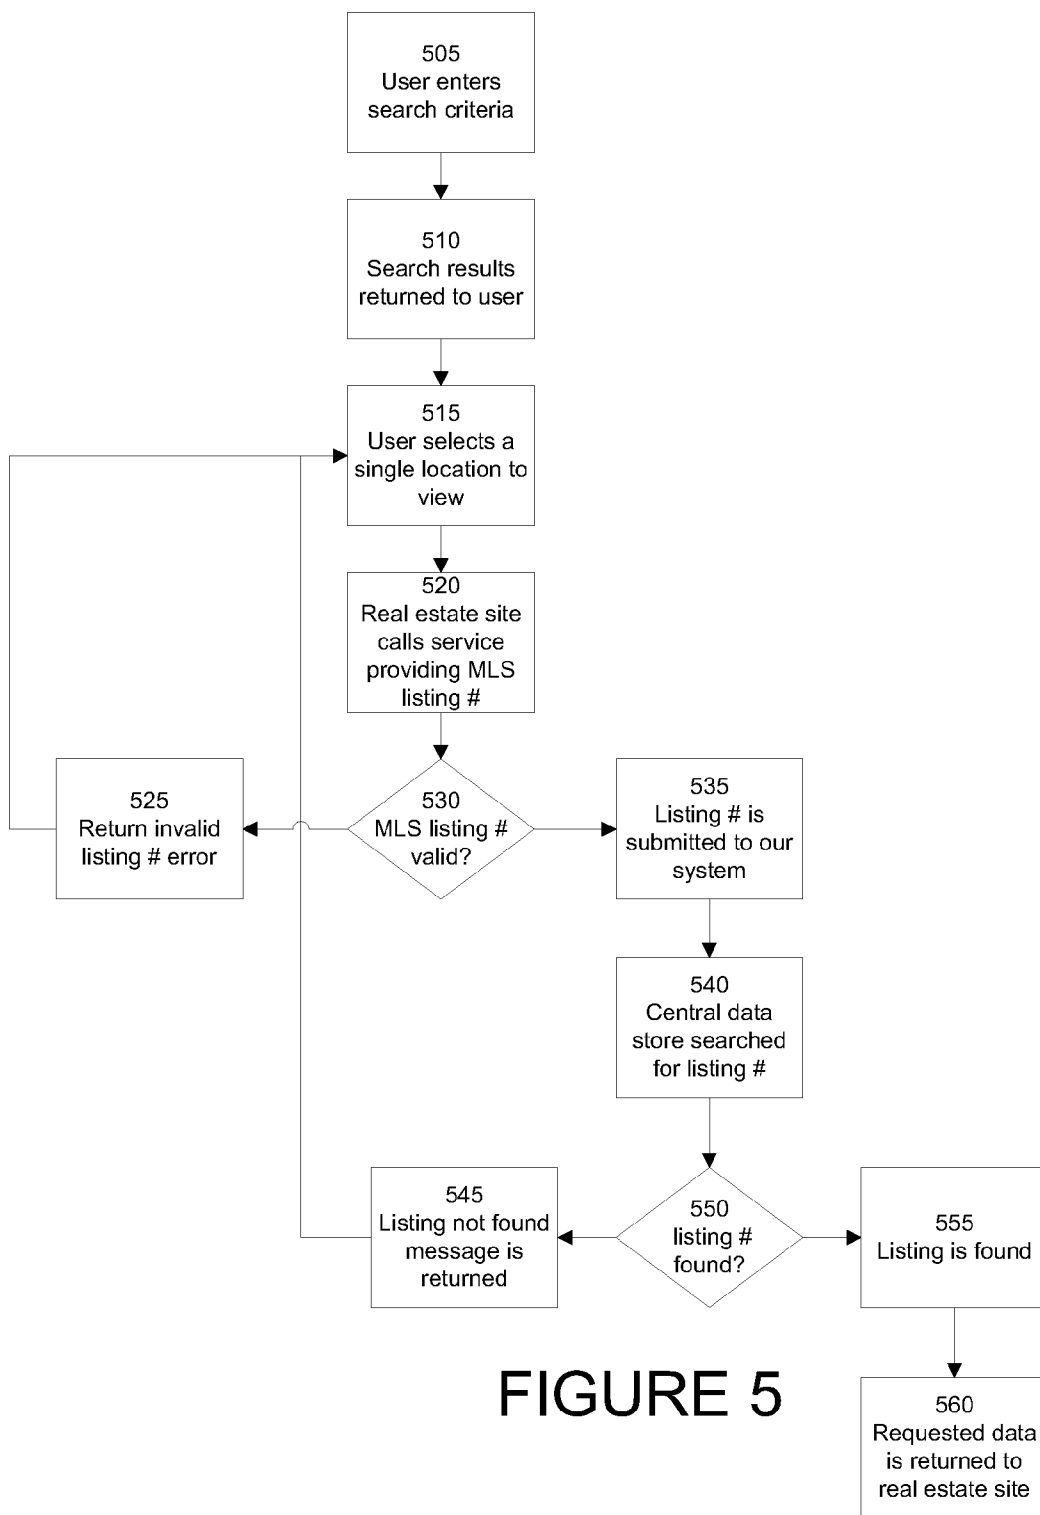 505
User enters
search criteria
510
Search results
returned to user
515
User selects a
single location to
view
520
Real estate site
calls service
providing MLS
listing #
525
Return invalid
listing # error
530
MLS listing #
valid?
535
Listing # is
submitted to our
system
540
Central data
store searched
for listing #
545
Listing not found
message is
returned
550
listing #
found?
555
Listing is found
FIGURE 5
560
Requested data
is returned to
real estate site